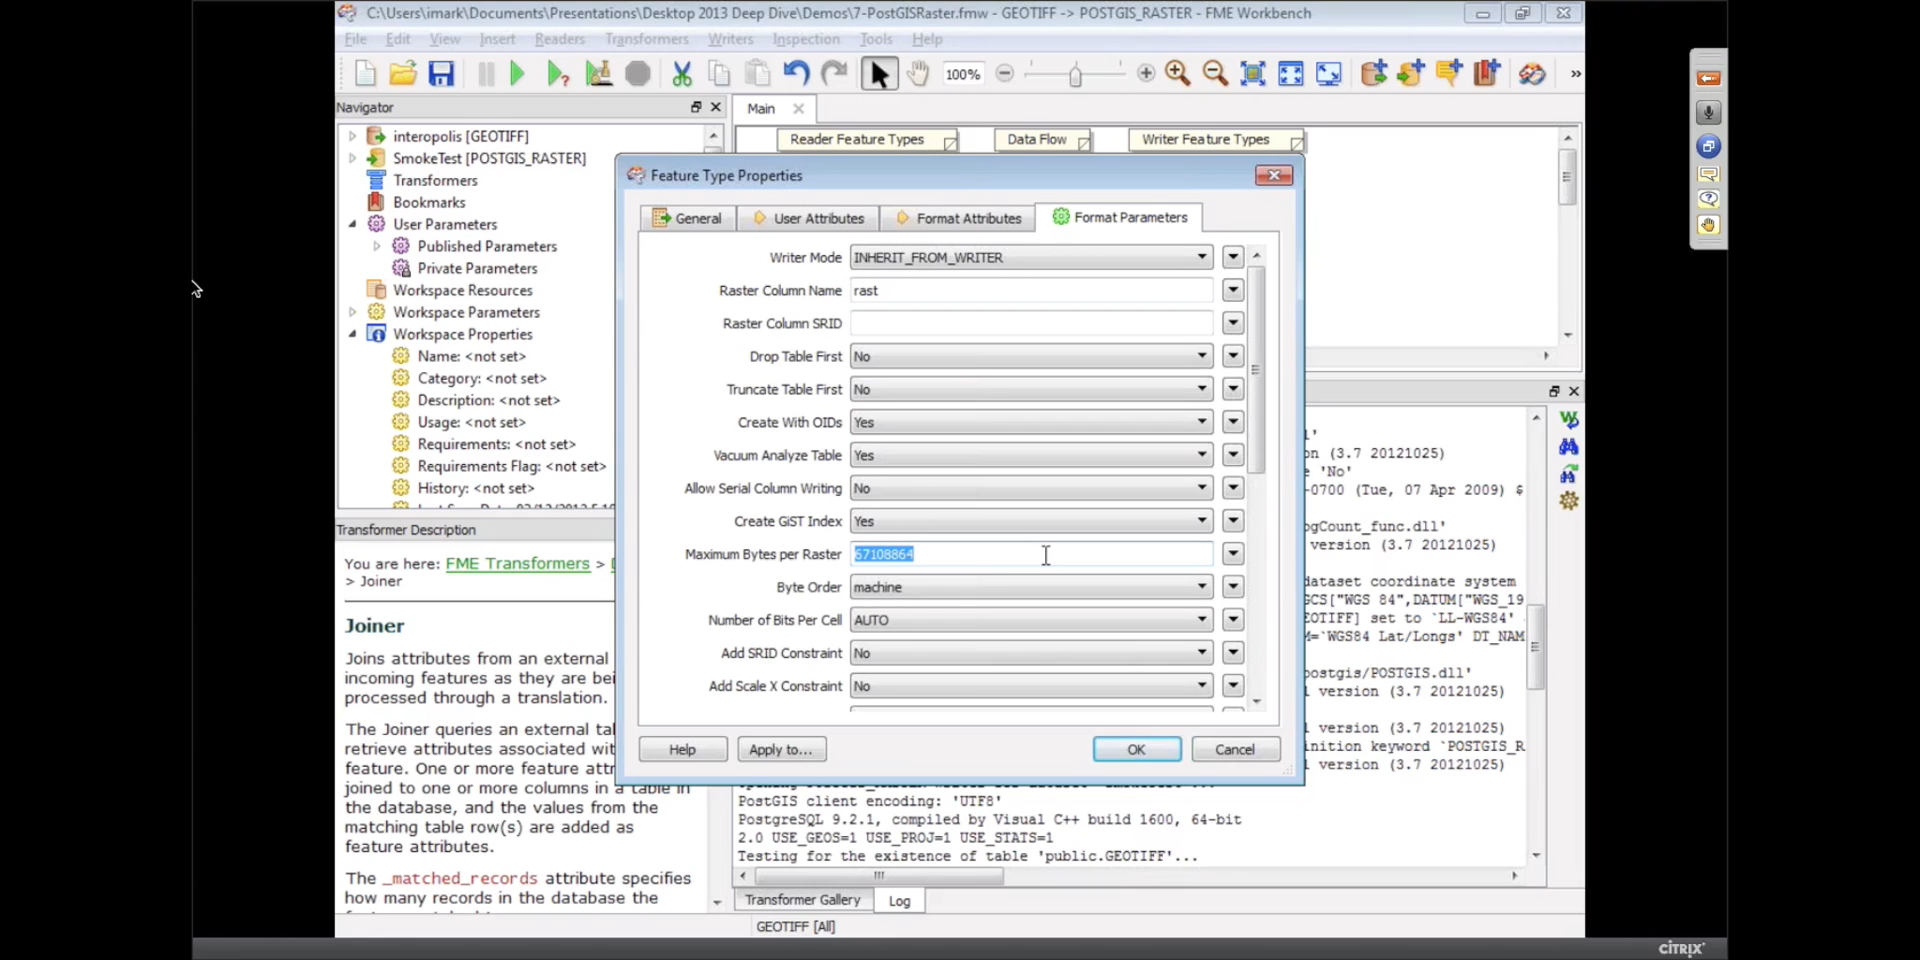 C:\Users\imark\Documents\Presentations\Desktop 2013 Deep Dive\Demos\7-PostGISRaster.fmw - GEOTIFF -> POSTGIS_RASTER - FME Workbench
File Edit View Insert Readers Transformers Writers Inspection Tools Help
100%
»
Navigator
interopolis [GEOTIFF]
SmokeTest [POSTGIS_RASTER]
Transformers
Bookmarks
User Parameters
Published Parameters
Private Parameters
Workspace Resources
Workspace Parameters
Workspace Properties
Name: <not set>
Category: <not set>
Description: <not set>
Usage: <not set>
Requirements: <not set>
Requirements Flag: <not set>
History: <not set>
Transformer Description
You are here: FME Transformers >
> Joiner
Joiner
Joins attributes from an external
incoming features as they are bei
processed through a translation.
The Joiner queries an external tal
retrieve attributes associated wit
feature. One or more feature attr
joined to one or more columns in a table in
the database, and the values from the
matching table row(s) are added as
feature attributes.
The _matched_records attribute specifies
how many records in the database the
Main
Reader Feature Types
Data Flow
Writer Feature Types
Feature Type Properties
General
User Attributes
Format Attributes
Format Parameters
Writer Mode INHERIT_FROM_WRITER
Raster Column Name rast
Raster Column SRID
Drop Table First No
Truncate Table First No
Create With OIDs Yes
Vacuum Analyze Table Yes
Allow Serial Column Writing No
Create GiST Index Yes
Maximum Bytes per Raster 67108864
Byte Order machine
Number of Bits Per Cell AUTO
Add SRID Constraint No
Add Scale X Constraint No
Help
Apply to...
OK
Cancel
on (3.7 20121025)
e 'No'
-0700 (Tue, 07 Apr 2009) $
ogCount_func.dll'
version (3.7 20121025)
dataset coordinate system
GCS["WGS 84",DATUM["WGS_19
EOTIFF] set to `LL-WGS84'
M=`WGS84 Lat/Longs' DT_NAM
postgis/POSTGIS.dll'
l version (3.7 20121025)
l version (3.7 20121025)
inition keyword `POSTGIS_R
l version (3.7 20121025)
PostGIS client encoding: 'UTF8'
PostgreSQL 9.2.1, compiled by Visual C++ build 1600, 64-bit
2.0 USE_GEOS=1 USE_PROJ=1 USE_STATS=1
Testing for the existence of table 'public.GEOTIFF'...
Transformer Gallery
Log
GEOTIFF [All]
CITRIX